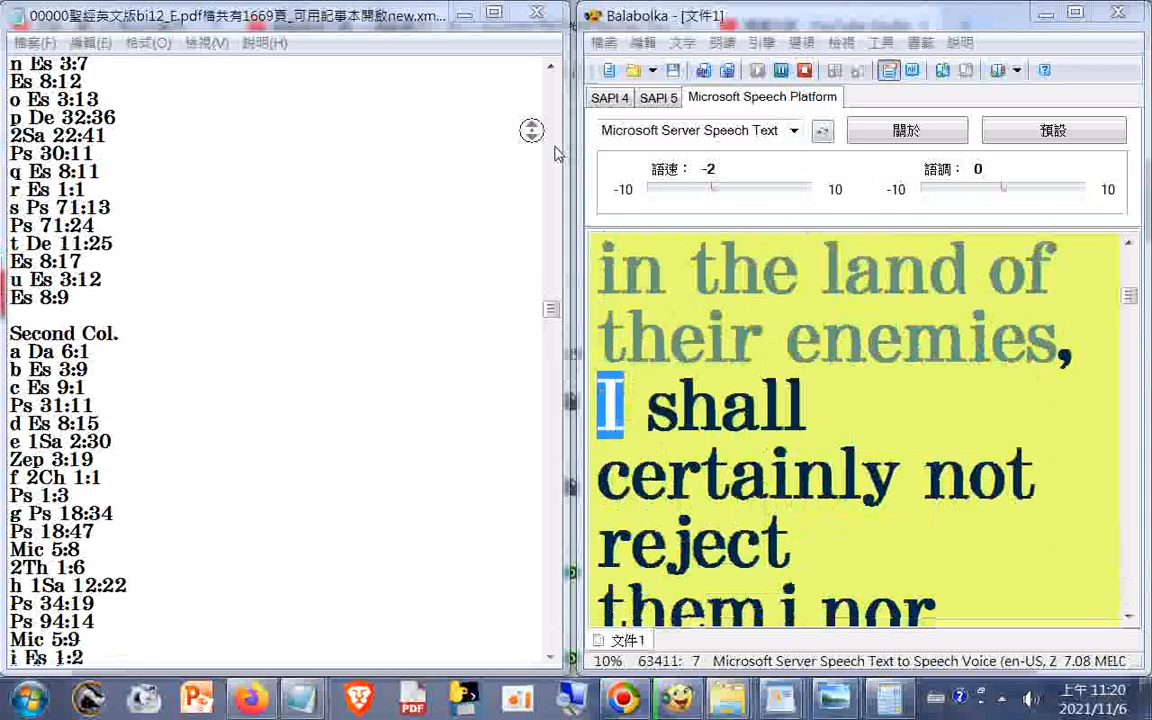 00000聖經英文版bi12_E.pdf檔共有1669頁_可用記事本開啟new.xm...
檔案(F) 編輯(E) 格式(O) 檢視(V) 說明(H)
n Es 3:7
Es 8:12
o Es 3:13
p De 32:36
2Sa 22:41
Ps 30:11
q Es 8:11
r Es 1:1
s Ps 71:13
Ps 71:24
t De 11:25
Es 8:17
u Es 3:12
Es 8:9
Second Col.
a Da 6:1
b Es 3:9
c Es 9:1
Ps 31:11
d Es 8:15
e 1Sa 2:30
Zep 3:19
f 2Ch 1:1
Ps 1:3
g Ps 18:34
Ps 18:47
Mic 5:8
2Th 1:6
h 1Sa 12:22
Ps 34:19
Ps 94:14
Mic 5:9
i Es 1:2
Balabolka - [文件1]
檔案 編輯 文字 朗讀 引擎 選項 檢視 工具 書籤 說明
SAPI 4 SAPI 5 Microsoft Speech Platform
Microsoft Server Speech Text 關於 預設
語速： -2 語調： 0
-10 10 -10 10
in the land of
their enemies,
I shall
certainly not
reject
them i nor
文件1
10% 63411: 7 Microsoft Server Speech Text to Speech Voice (en-US, Z 7.08 MELC
PDF
上午 11:20
2021/11/6